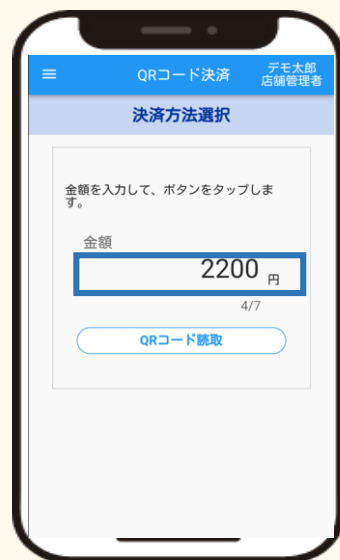 QRコード決済
デモ太郎
店舗管理者
決済方法選択
金額を入力して、ボタンをタップしま
す。
金額
2200 円
4/7
QRコード読取